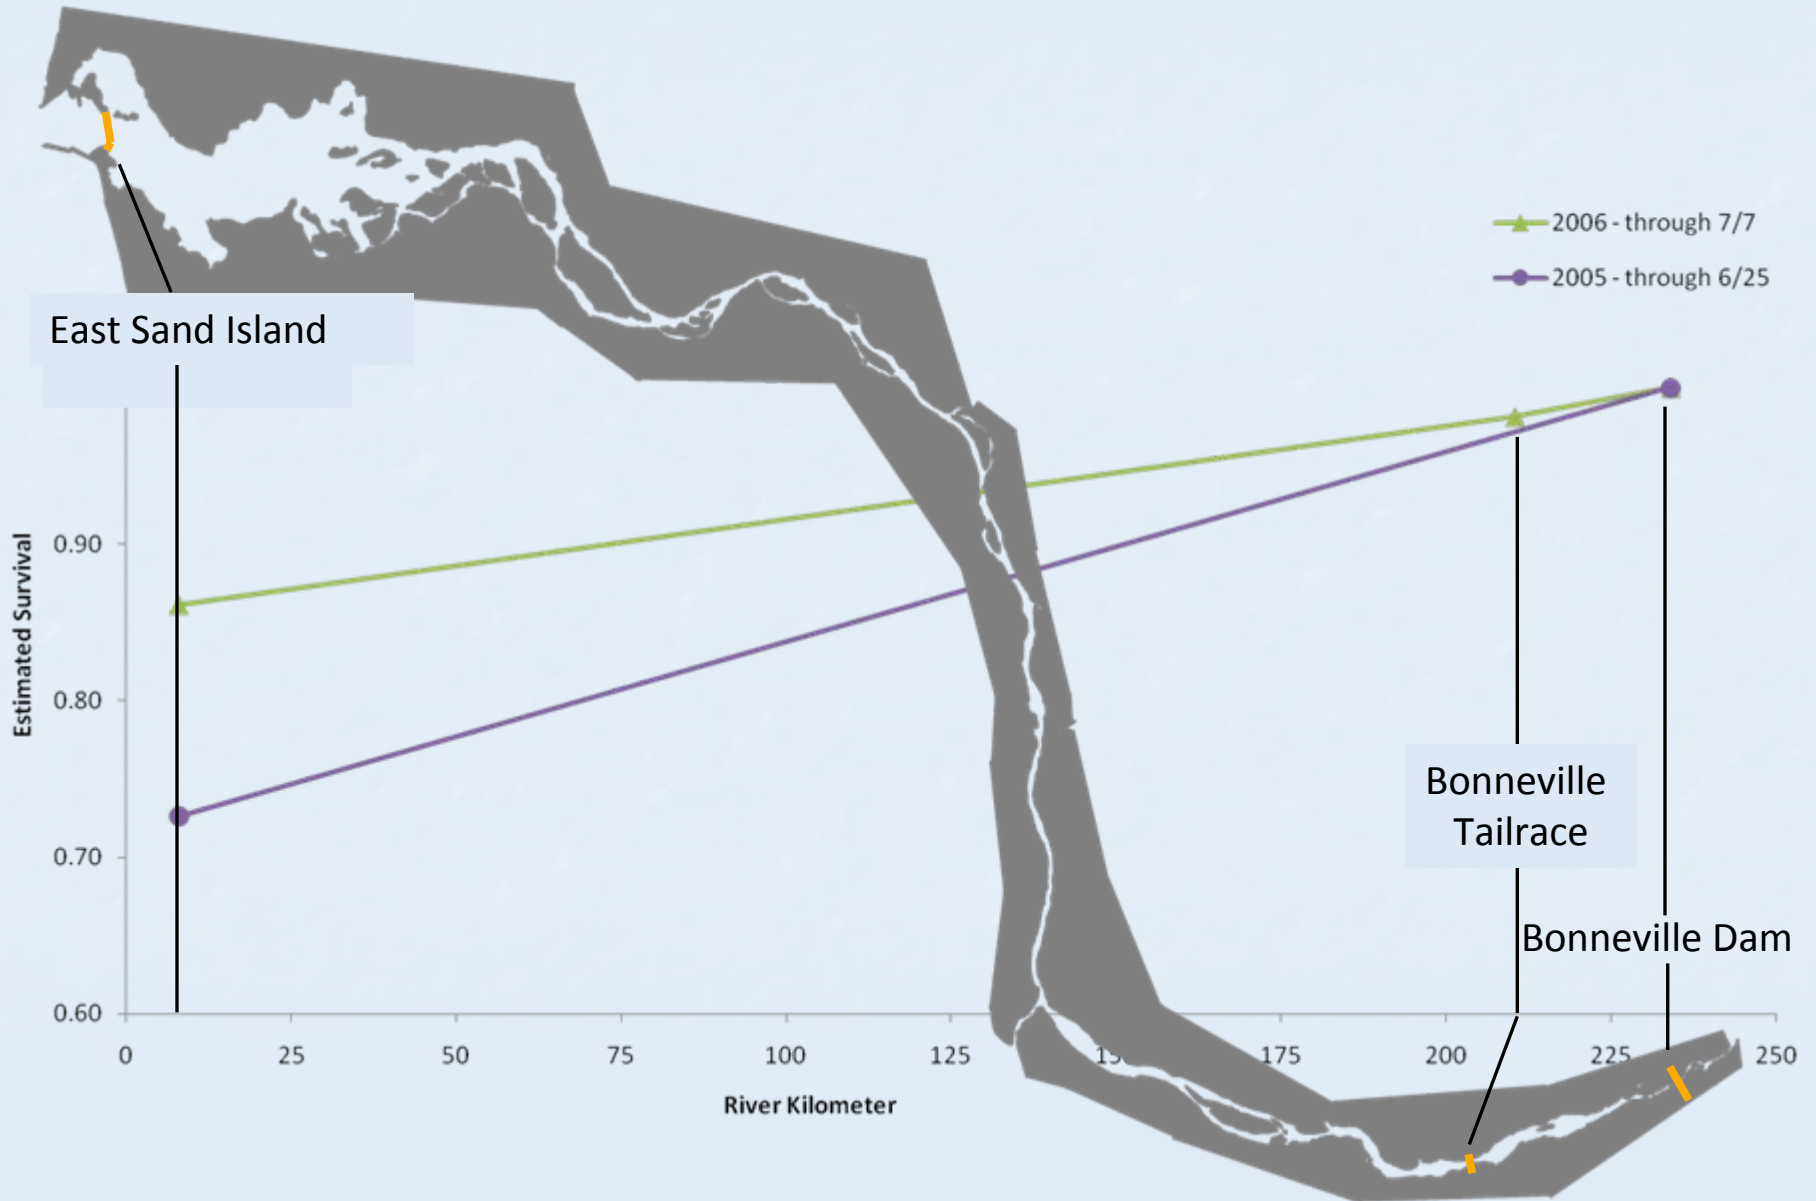 2006 - through 7/7
2005 - through 6/25
East Sand Island
Estimated Survival
0.90
0.80
0.70
0.60
Bonneville
Tailrace
Bonneville Dam
0 25 50 75 100 125 175 200 225 250
River Kilometer